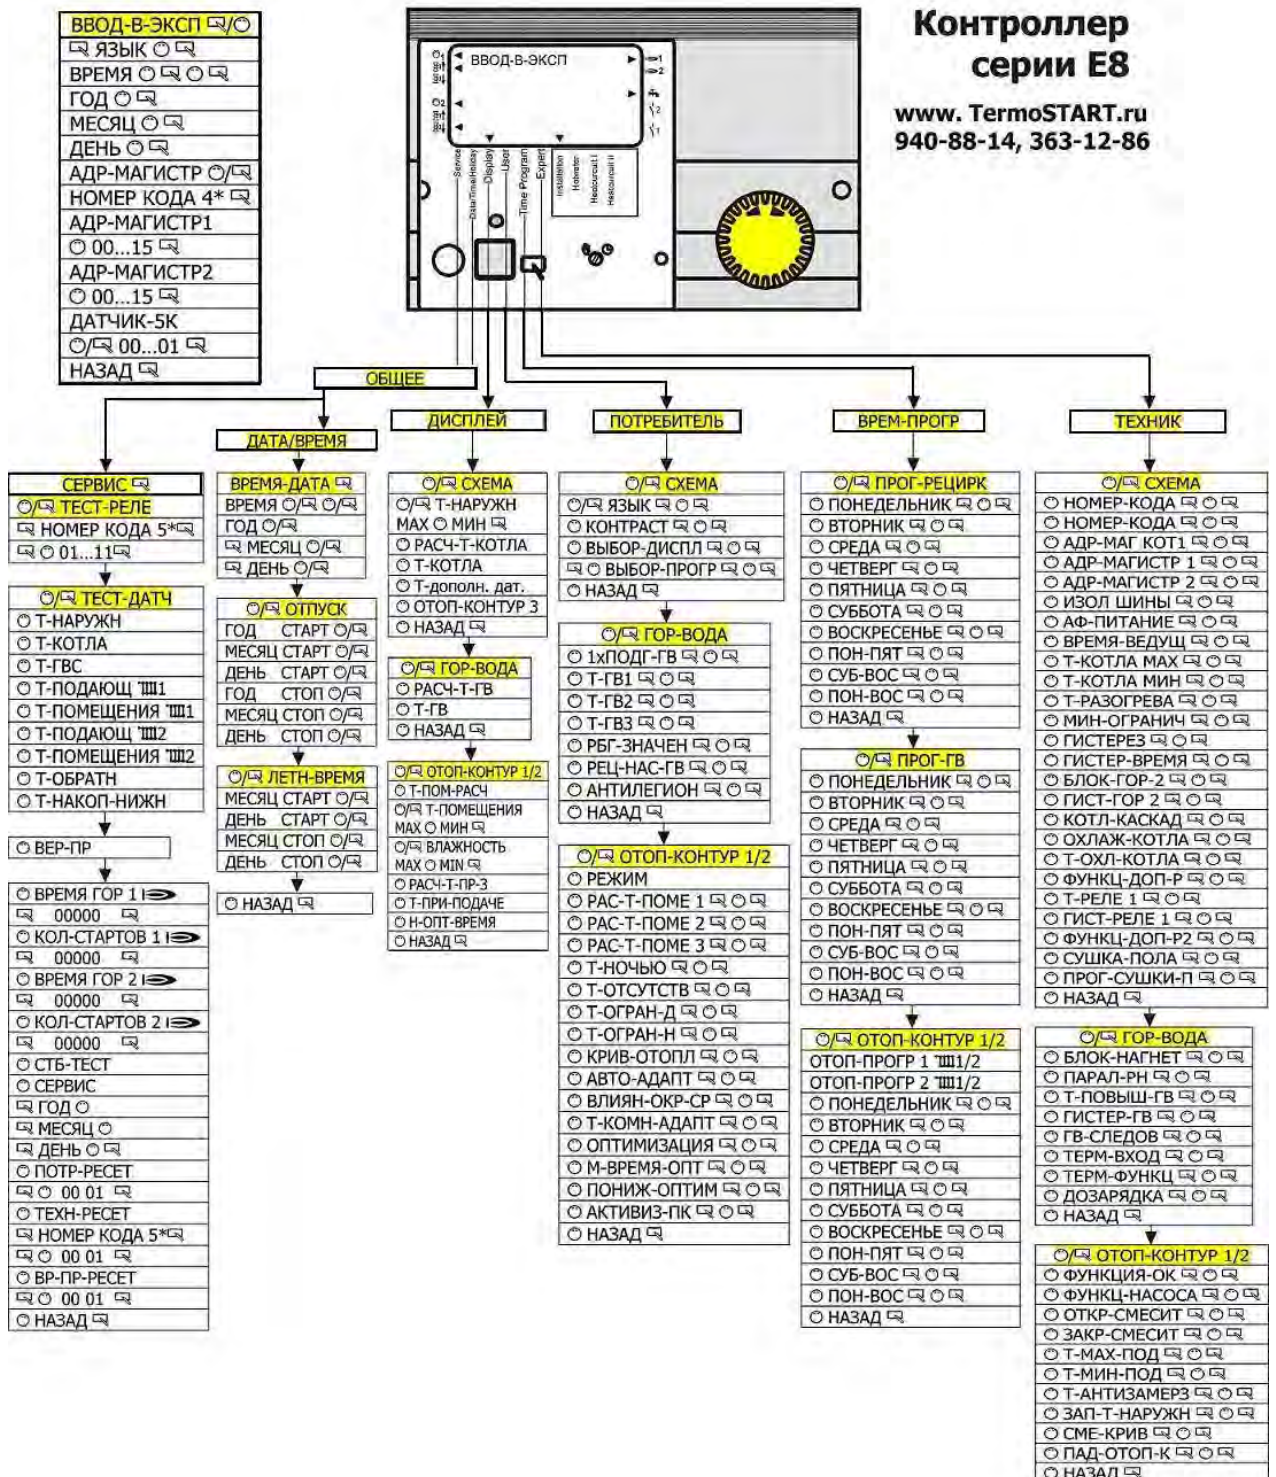 ВВОД-В-ЭКСП /
ЯЗЫК
ВРЕМЯ
ГОД
МЕСЯЦ
ДЕНЬ
АДР-МАГИСТР /
НОМЕР КОДА 4*
АДР-МАГИСТР1
00...15
АДР-МАГИСТР2
00...15
ДАТЧИК-5К
/ 00...01
НАЗАД
ВВОД-В-ЭКСП
1
2
1
2
2
1
Service
Date/Time/Holiday
Display
User
Time Program
Expert
Installation
Hotwater
Heatcourcuit I
Heatcourcuit II
Контроллер
серии E8
www. TermoSTART.ru
940-88-14, 363-12-86
ОБЩЕЕ
СЕРВИС
/ ТЕСТ-РЕЛЕ
НОМЕР КОДА 5*
01...11
/ ТЕСТ-ДАТЧ
Т-НАРУЖН
Т-КОТЛА
Т-ГВС
Т-ПОДАЮЩ 1
Т-ПОМЕЩЕНИЯ 1
Т-ПОДАЮЩ 2
Т-ПОМЕЩЕНИЯ 2
Т-ОБРАТН
Т-НАКОП-НИЖН
ВЕР-ПР
ВРЕМЯ ГОР 1
00000
КОЛ-СТАРТОВ 1
00000
ВРЕМЯ ГОР 2
00000
КОЛ-СТАРТОВ 2
00000
СТБ-ТЕСТ
СЕРВИС
ГОД
МЕСЯЦ
ДЕНЬ
ПОТР-РЕСЕТ
00 01
ТЕХН-РЕСЕТ
НОМЕР КОДА 5*
00 01
ВР-ПР-РЕСЕТ
00 01
НАЗАД
ДАТА/ВРЕМЯ
ВРЕМЯ-ДАТА
ВРЕМЯ / /
ГОД /
МЕСЯЦ /
ДЕНЬ /
/ ОТПУСК
ГОД СТАРТ /
МЕСЯЦ СТАРТ /
ДЕНЬ СТАРТ /
ГОД СТОП /
МЕСЯЦ СТОП /
ДЕНЬ СТОП /
/ ЛЕТН-ВРЕМЯ
МЕСЯЦ СТАРТ /
ДЕНЬ СТАРТ /
МЕСЯЦ СТОП /
ДЕНЬ СТОП /
НАЗАД
ДИСПЛЕЙ
/ СХЕМА
/ Т-НАРУЖН
МАХ МИН
РАСЧ-Т-КОТЛА
Т-КОТЛА
Т-дополн. дат.
ОТОП-КОНТУР 3
НАЗАД
/ ГОР-ВОДА
РАСЧ-Т-ГВ
Т-ГВ
НАЗАД
/ ОТОП-КОНТУР 1/2
Т-ПОМ-РАСЧ
/ Т-ПОМЕЩЕНИЯ
МАХ МИН
/ ВЛАЖНОСТЬ
MAX MIN
РАСЧ-Т-ПР-3
Т-ПРИ-ПОДАЧЕ
Н-ОПТ-ВРЕМЯ
НАЗАД
ПОТРЕБИТЕЛЬ
/ СХЕМА
/ ЯЗЫК
КОНТРАСТ
ВЫБОР-ДИСПЛ
ВЫБОР-ПРОГР
НАЗАД
/ ГОР-ВОДА
1хПОДГ-ГВ
Т-ГВ1
Т-ГВ2
Т-ГВ3
РБГ-ЗНАЧЕН
РЕЦ-НАС-ГВ
АНТИЛЕГИОН
НАЗАД
/ ОТОП-КОНТУР 1/2
РЕЖИМ
РАС-Т-ПОМЕ 1
РАС-Т-ПОМЕ 2
РАС-Т-ПОМЕ 3
Т-НОЧЬЮ
Т-ОТСУТСТВ
Т-ОГРАН-Д
Т-ОГРАН-Н
КРИВ-ОТОПЛ
АВТО-АДАПТ
ВЛИЯН-ОКР-СР
Т-КОМН-АДАПТ
ОПТИМИЗАЦИЯ
М-ВРЕМЯ-ОПТ
ПОНИЖ-ОПТИМ
АКТИВИЗ-ПК
НАЗАД
ВРЕМ-ПРОГР
/ ПРОГ-РЕЦИРК
ПОНЕДЕЛЬНИК
ВТОРНИК
СРЕДА
ЧЕТВЕРГ
ПЯТНИЦА
СУББОТА
ВОСКРЕСЕНЬЕ
ПОН-ПЯТ
СУБ-ВОС
ПОН-ВОС
НАЗАД
/ ПРОГ-ГВ
ПОНЕДЕЛЬНИК
ВТОРНИК
СРЕДА
ЧЕТВЕРГ
ПЯТНИЦА
СУББОТА
ВОСКРЕСЕНЬЕ
ПОН-ПЯТ
СУБ-ВОС
ПОН-ВОС
НАЗАД
/ ОТОП-КОНТУР 1/2
ОТОП-ПРОГР 1 1/2
ОТОП-ПРОГР 2 1/2
ПОНЕДЕЛЬНИК
ВТОРНИК
СРЕДА
ЧЕТВЕРГ
ПЯТНИЦА
СУББОТА
ВОСКРЕСЕНЬЕ
ПОН-ПЯТ
СУБ-ВОС
ПОН-ВОС
НАЗАД
ТЕХНИК
/ СХЕМА
НОМЕР-КОДА
НОМЕР-КОДА
АДР-МАГ КОТ1
АДР-МАГИСТР 1
АДР-МАГИСТР 2
ИЗОЛ ШИНЫ
АФ-ПИТАНИЕ
ВРЕМЯ-ВЕДУЩ
Т-КОТЛА МАХ
Т-КОТЛА МИН
Т-РАЗОГРЕВА
МИН-ОГРАНИЧ
ГИСТЕРЕЗ
ГИСТЕР-ВРЕМЯ
БЛОК-ГОР-2
ГИСТ-ГОР 2
КОТЛ-КАСКАД
ОХЛАЖ-КОТЛА
Т-ОХЛ-КОТЛА
ФУНКЦ-ДОП-Р
Т-РЕЛЕ 1
ГИСТ-РЕЛЕ 1
ФУНКЦ-ДОП-Р2
СУШКА-ПОЛА
ПРОГ-СУШКИ-П
НАЗАД
/ ГОР-ВОДА
БЛОК-НАГНЕТ
ПАРАЛ-РН
Т-ПОВЫШ-ГВ
ГИСТЕР-ГВ
ГВ-СЛЕДОВ
ТЕРМ-ВХОД
ТЕРМ-ФУНКЦ
ДОЗАРЯДКА
НАЗАД
/ ОТОП-КОНТУР 1/2
ФУНКЦИЯ-ОК
ФУНКЦ-НАСОСА
ОТКР-СМЕСИТ
ЗАКР-СМЕСИТ
Т-МАХ-ПОД
Т-МИН-ПОД
Т-АНТИЗАМЕРЗ
ЗАП-Т-НАРУЖН
СМЕ-КРИВ
ПАД-ОТОП-К
НАЗАД